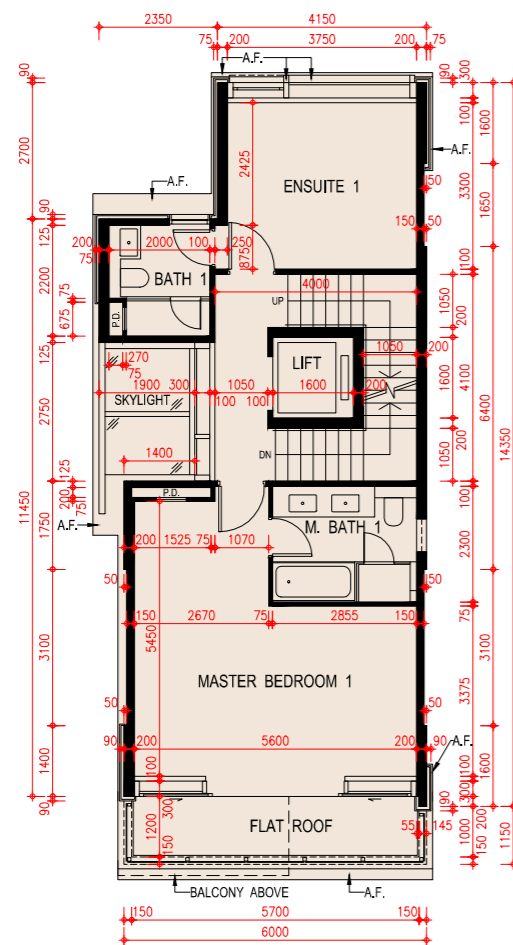 2350 4150
75 200 3750 200 75
A.F.
90 90 300
100
2700 2425 ENSUITE 1 3300 1600
A.F.
A.F. 50
1650
90 150 50
125 200 2000 100 250
75 875 100
2200 BATH 1
4000
75 UP 1050
675 P.D. 200
1050 200
125 270 LIFT
75 1600 4100 6400 14350
1900 300 1050 1600 200
100 100
SKYLIGHT
2750
200
1400 DN 1050
125
200 P.D. 100
75
11450 1750 A.F. M. BATH 1
200 1525 75 1070 2300
50 50
150 2670 75 2855 150 75
5450
3100 3100
MASTER BEDROOM 1 3375
50 50
90 200 5600 200 90 A.F.
1400 100 100 1600
300 300
90 90
1200 FLAT ROOF 55 145 1000 200
150 150 1150
BALCONY ABOVE A.F.
150 5700 150
6000